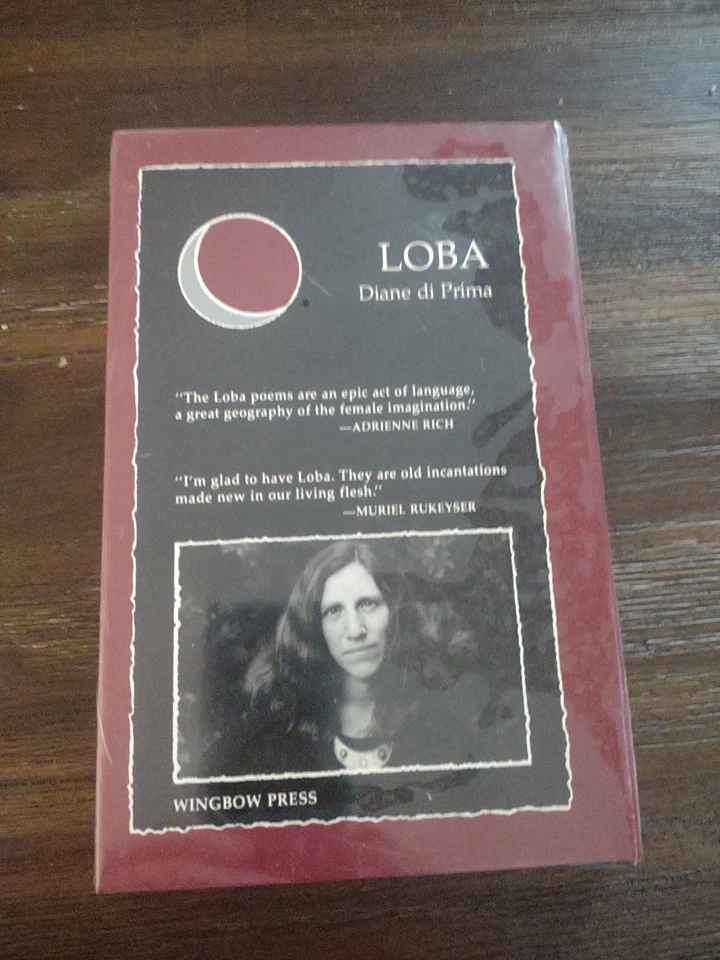 LOBA
Diane di Prima
"The Loba poems are an epic act of language,
a great geography of the female imagination."
—ADRIENNE RICH
"I'm glad to have Loba. They are old incantations
made new in our living flesh."
—MURIEL RUKEYSER
WINGBOW PRESS